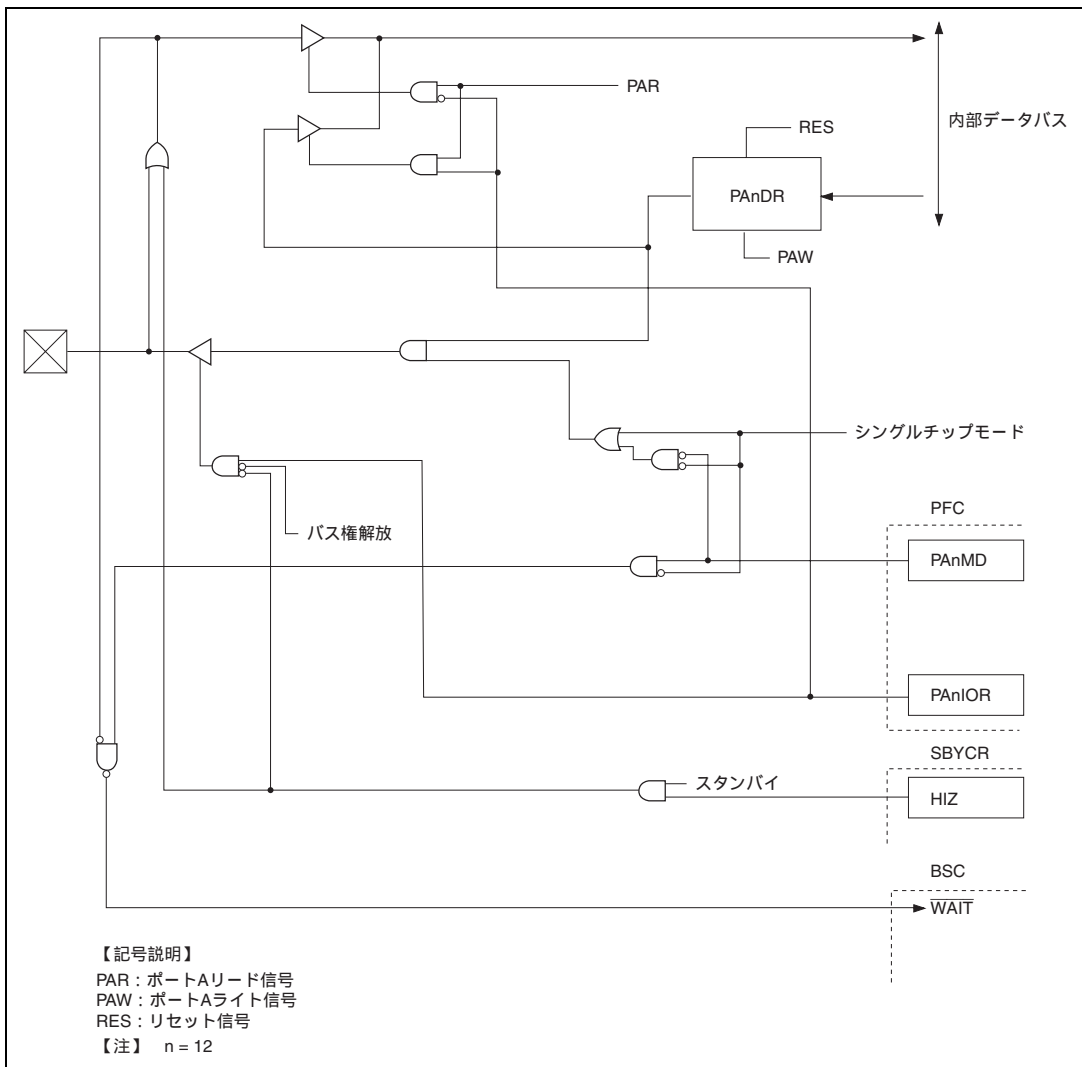 PAR
内部データバス
RES
PAnDR
PAW
シングルチップモード
バス権解放
PFC
PAnMD
PAnIOR
SBYCR
スタンバイ
HIZ
BSC
WAIT
【記号説明】
PAR：ポートAリード信号
PAW：ポートAライト信号
RES：リセット信号
【注】 n = 12